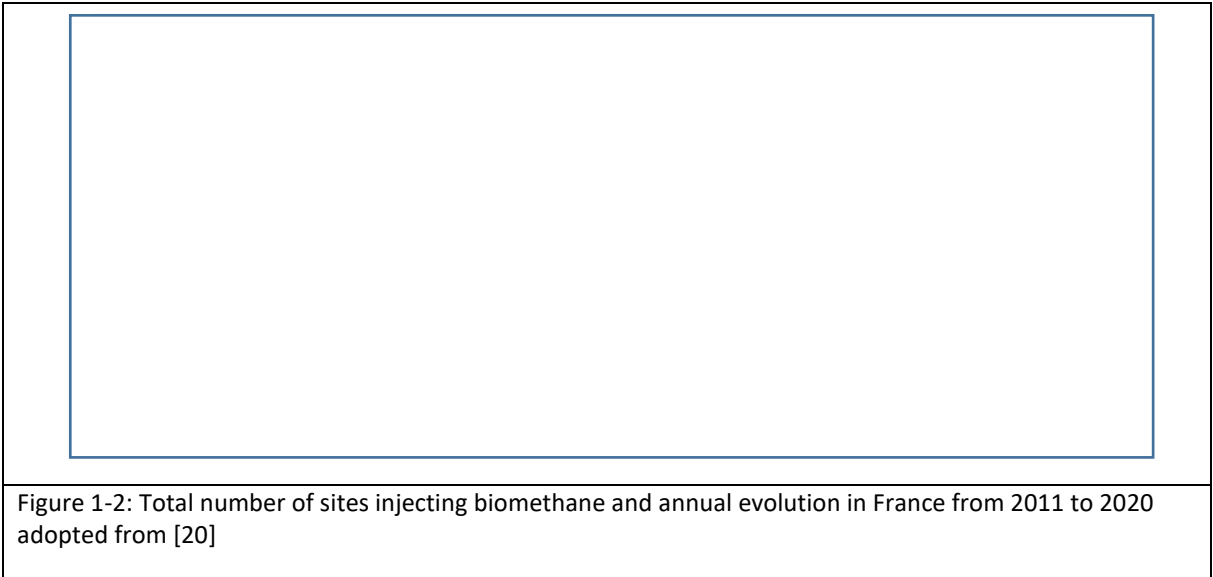 Figure 1-2: Total number of sites injecting biomethane and annual evolution in France from 2011 to 2020
adopted from [20]